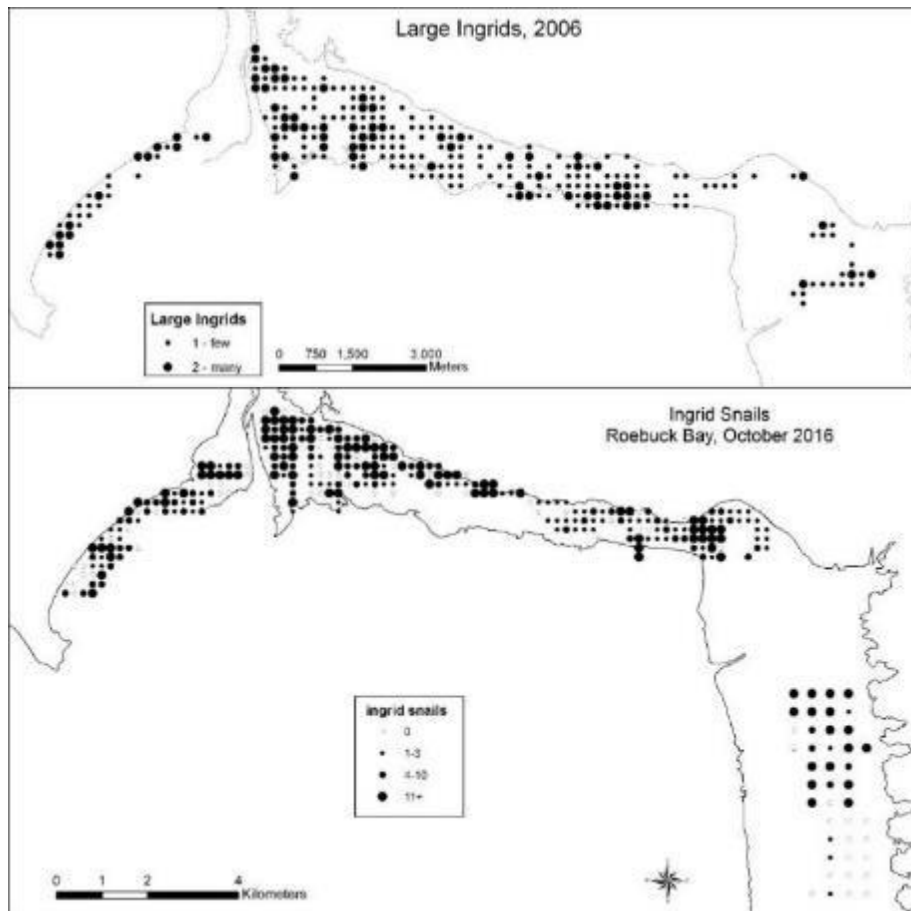 Large Ingrids, 2006
Large Ingrids
1 - few
2 - many
0 750 1,500 3,000
Meters
Ingrid Snails
Roebuck Bay, October 2016
ingrid snails
0
1-3
4-10
11+
0 1 2 4
Kilometers